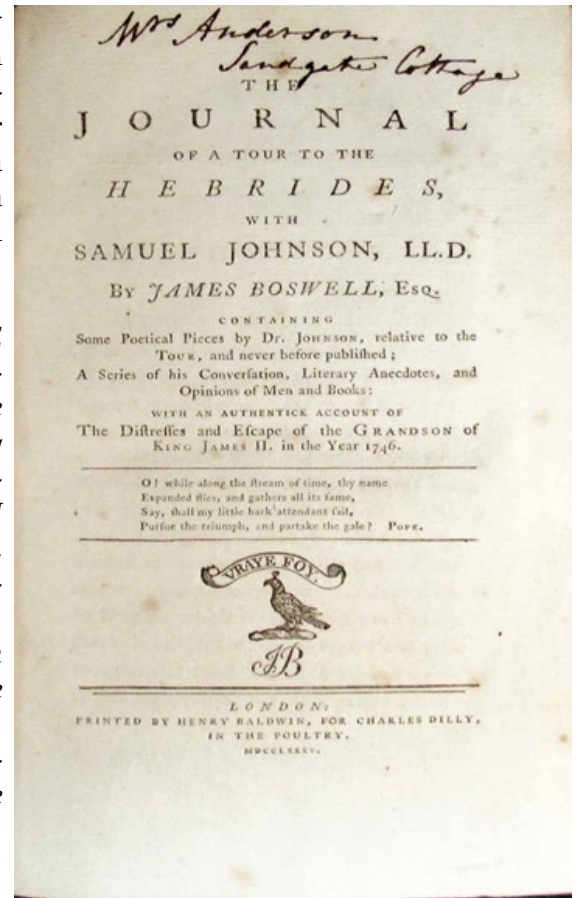 Mrs Anderson
Sandgate Cottage
THE
JOURNAL
OF A TOUR TO THE
HEBRIDES,
WITH
SAMUEL JOHNSON, LL.D.
By JAMES BOSWELL, Esq.
CONTAINING
Some Poetical Pieces by Dr. Johnson, relative to the
Tour, and never before publiſhed;
A Series of his Converſation, Literary Anecdotes, and
Opinions of Men and Books:
WITH AN AUTHENTICK ACCOUNT OF
The Diſtreſſes and Eſcape of the GRANDSON of
King James II. in the Year 1746.
O! while along the ſtream of time, thy name
Expanded flies, and gathers all its fame,
Say, ſhall my little bark attendant ſail,
Purſue the triumph, and partake the gale? Pope.
VRAYE FOY.
JB
LONDON:
PRINTED BY HENRY BALDWIN, FOR CHARLES DILLY,
IN THE POULTRY.
MDCCLXXXV.